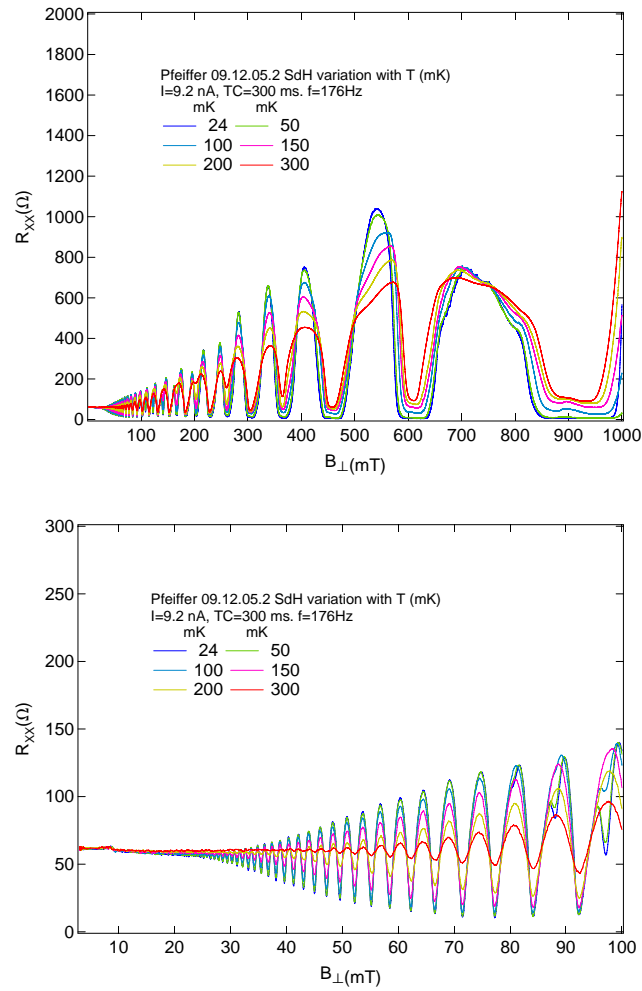 2000
1800
1600
1400
1200
1000
800
600
400
200
0
R_XX(Ω)
Pfeiffer 09.12.05.2 SdH variation with T (mK)
I=9.2 nA, TC=300 ms. f=176Hz
mK mK
24 50
100 150
200 300
100 200 300 400 500 600 700 800 900 1000
B⊥(mT)
300
250
200
150
100
50
0
R_XX(Ω)
Pfeiffer 09.12.05.2 SdH variation with T (mK)
I=9.2 nA, TC=300 ms. f=176Hz
mK mK
24 50
100 150
200 300
10 20 30 40 50 60 70 80 90 100
B⊥(mT)